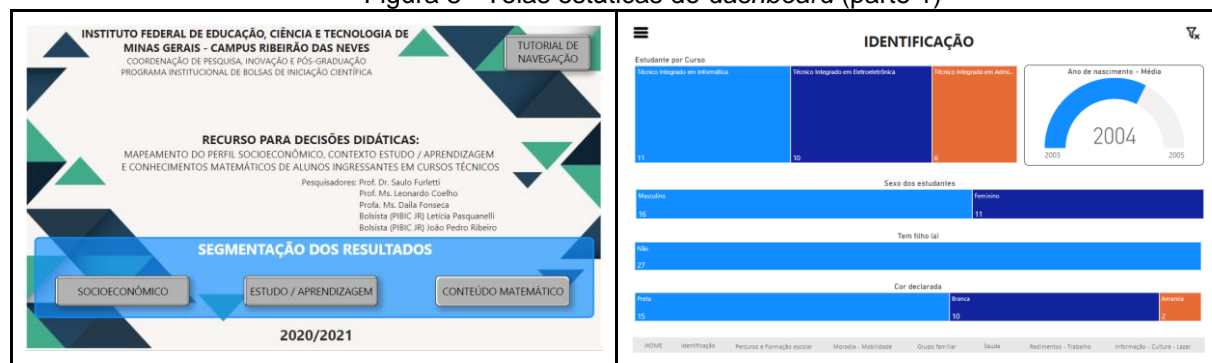 Figura 3 - Telas estáticas do dashboard (parte 1)
INSTITUTO FEDERAL DE EDUCAÇÃO, CIÊNCIA E TECNOLOGIA DE
MINAS GERAIS - CAMPUS RIBEIRÃO DAS NEVES
COORDENAÇÃO DE PESQUISA, INOVAÇÃO E PÓS-GRADUAÇÃO
PROGRAMA INSTITUCIONAL DE BOLSAS DE INICIAÇÃO CIENTÍFICA
TUTORIAL DE
NAVEGAÇÃO
RECURSO PARA DECISÕES DIDÁTICAS:
MAPEAMENTO DO PERFIL SOCIOECONÔMICO, CONTEXTO ESTUDO / APRENDIZAGEM
E CONHECIMENTOS MATEMÁTICOS DE ALUNOS INGRESSANTES EM CURSOS TÉCNICOS
Pesquisadores: Prof. Dr. Saulo Furletti
Prof. Ms. Leonardo Coelho
Profa. Ms. Daila Fonseca
Bolsista (PIBIC JR) Letícia Pasquanelli
Bolsista (PIBIC JR) João Pedro Ribeiro
SEGMENTAÇÃO DOS RESULTADOS
SOCIOECONÔMICO
ESTUDO / APRENDIZAGEM
CONTEÚDO MATEMÁTICO
2020/2021
IDENTIFICAÇÃO
Estudante por Curso
Técnico Integrado em Informática
11
Técnico Integrado em Eletroeletrônica
10
Técnico Integrado em Admi...
6
Ano de nascimento - Média
2004
2003
2005
Sexo dos estudantes
Masculino
16
Feminino
11
Tem filho (a)
Não
27
Cor declarada
Preta
15
Branca
10
Amarela
2
HOME
Identificação
Percurso e Formação escolar
Moradia - Mobilidade
Grupo familiar
Saúde
Redimentos - Trabalho
Informação - Cultura - Lazer